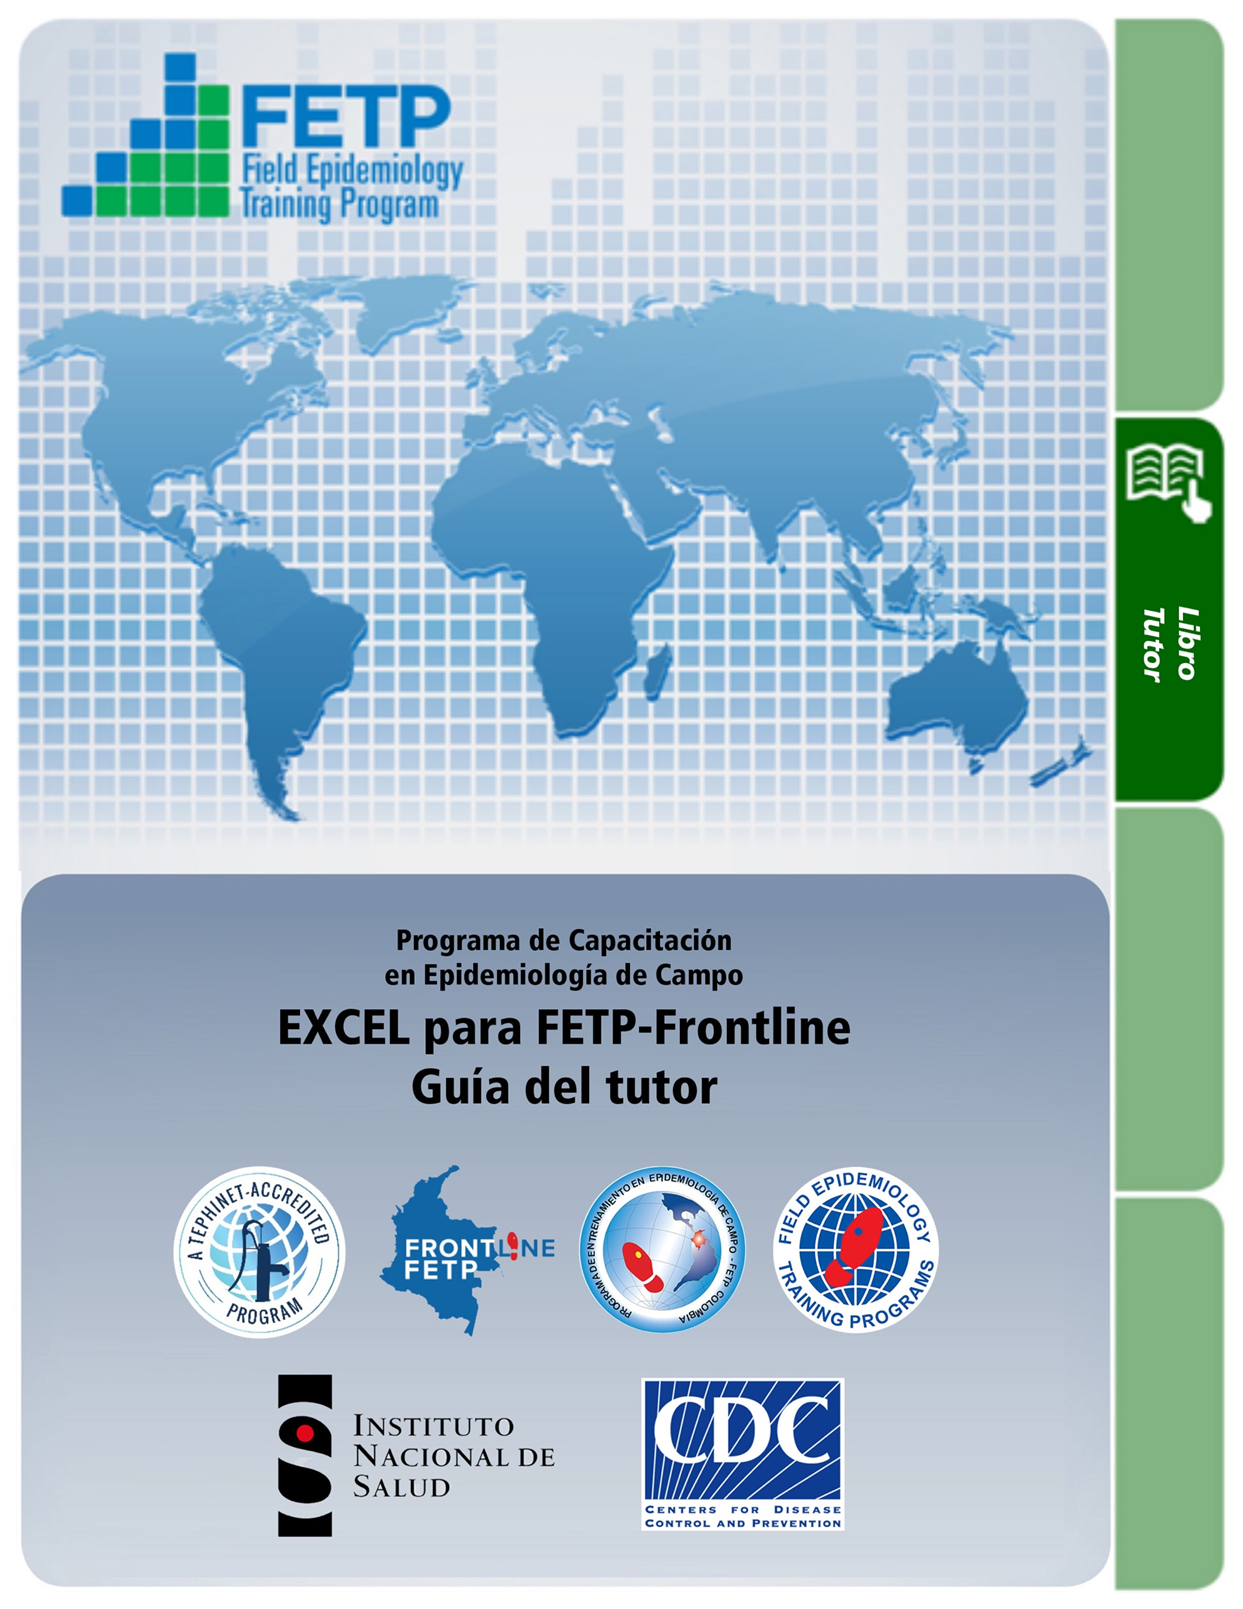 FETP
Field Epidemiology
Training Program
Libro
Tutor
Programa de Capacitación
en Epidemiología de Campo
EXCEL para FETP-Frontline
Guía del tutor
A TEPHINET-ACCREDITED
PROGRAM
FRONTLINE
FETP
PROGRAMA DE ENTRENAMIENTO EN EPIDEMIOLOGÍA DE CAMPO - FETP COLOMBIA
FIELD EPIDEMIOLOGY
TRAINING PROGRAMS
INSTITUTO
NACIONAL DE
SALUD
CDC
CENTERS FOR DISEASE
CONTROL AND PREVENTION